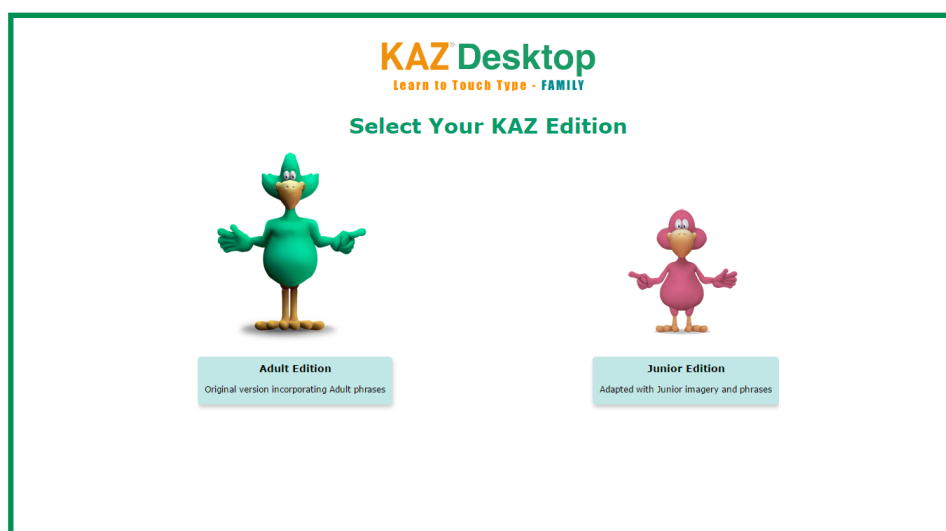 KAZ® Desktop
Learn to Touch Type - FAMILY
Select Your KAZ Edition
Adult Edition
Original version incorporating Adult phrases
Junior Edition
Adapted with Junior imagery and phrases